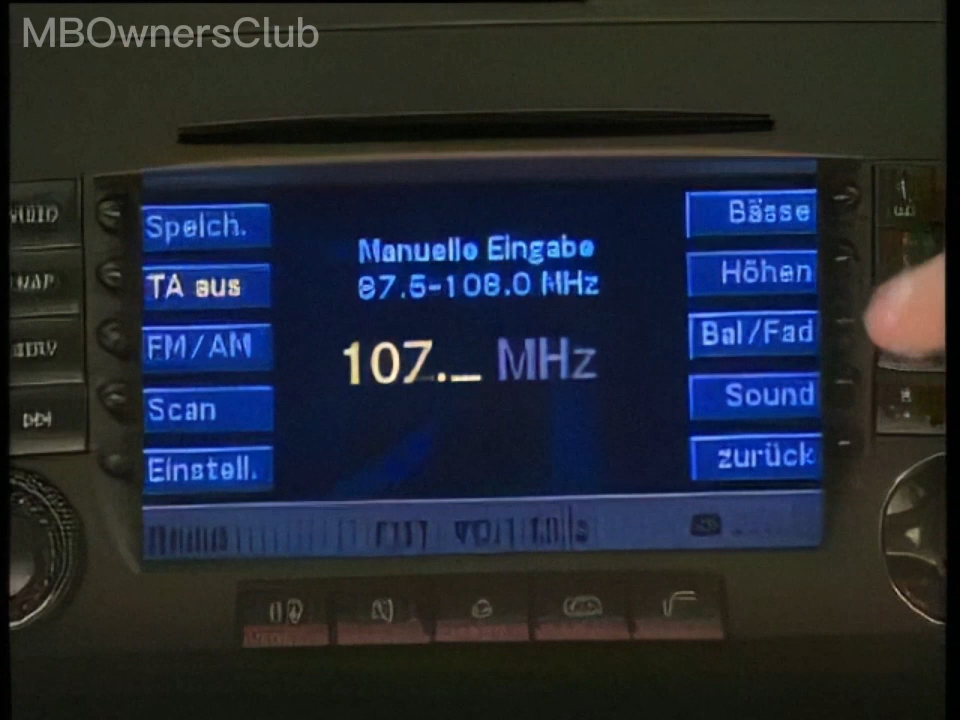 MBOwnersClub
Speich.
TA aus
FM/AM
Scan
Einstell.
Manuelle Eingabe
87.5-108.0 MHz
107._ MHz
Bässe
Höhen
Bal/Fad
Sound
zurück